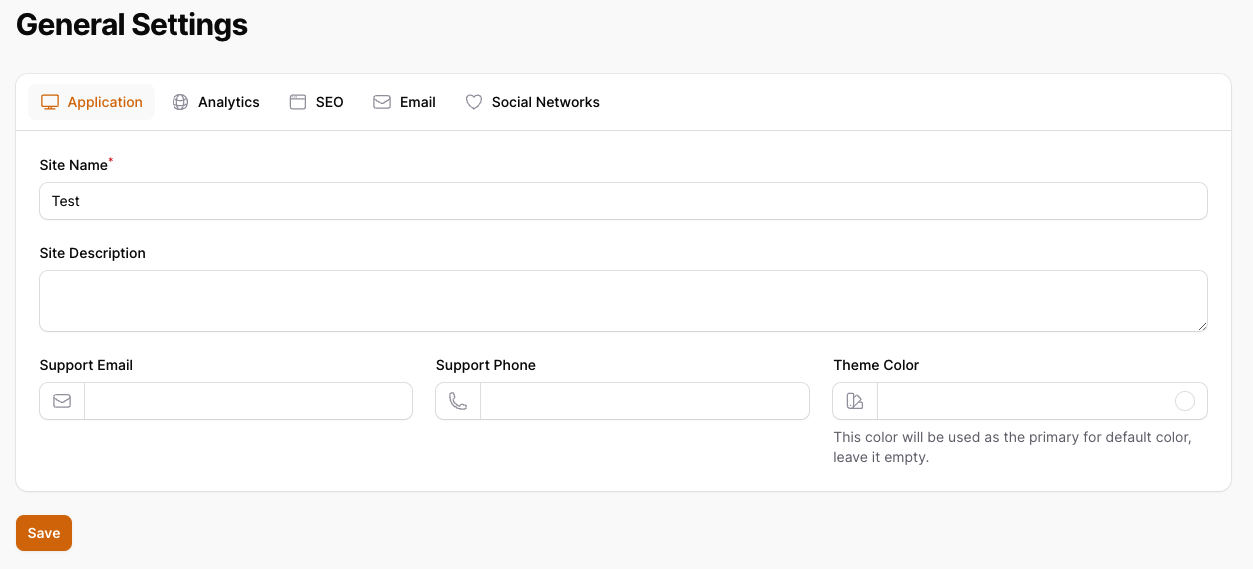 General Settings
Application Analytics SEO Email Social Networks
Site Name*
Test
Site Description
Support Email Support Phone Theme Color
This color will be used as the primary for default color,
leave it empty.
Save